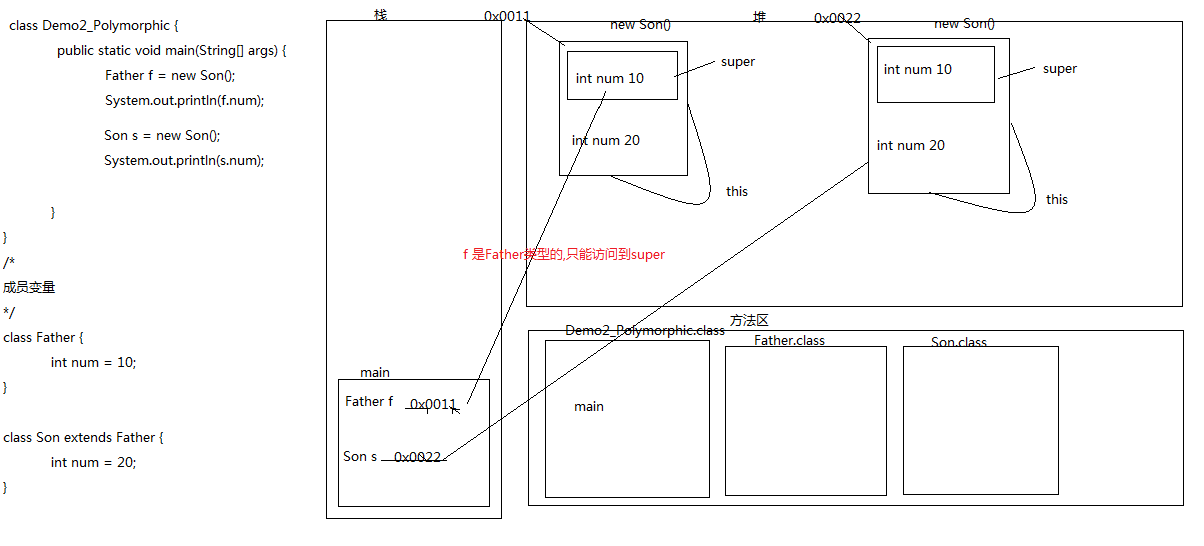 class Demo2_Polymorphic {
public static void main(String[] args) {
Father f = new Son();
System.out.println(f.num);
Son s = new Son();
System.out.println(s.num);
}
}
/*
成员变量
*/
class Father {
int num = 10;
}
class Son extends Father {
int num = 20;
}
栈
main
Father f 0x0011
Son s 0x0022
堆
0x0011
new Son()
int num 10
super
int num 20
this
0x0022
new Son()
int num 10
super
int num 20
this
f 是Father类型的,只能访问到super
方法区
Demo2_Polymorphic.class
main
Father.class
Son.class